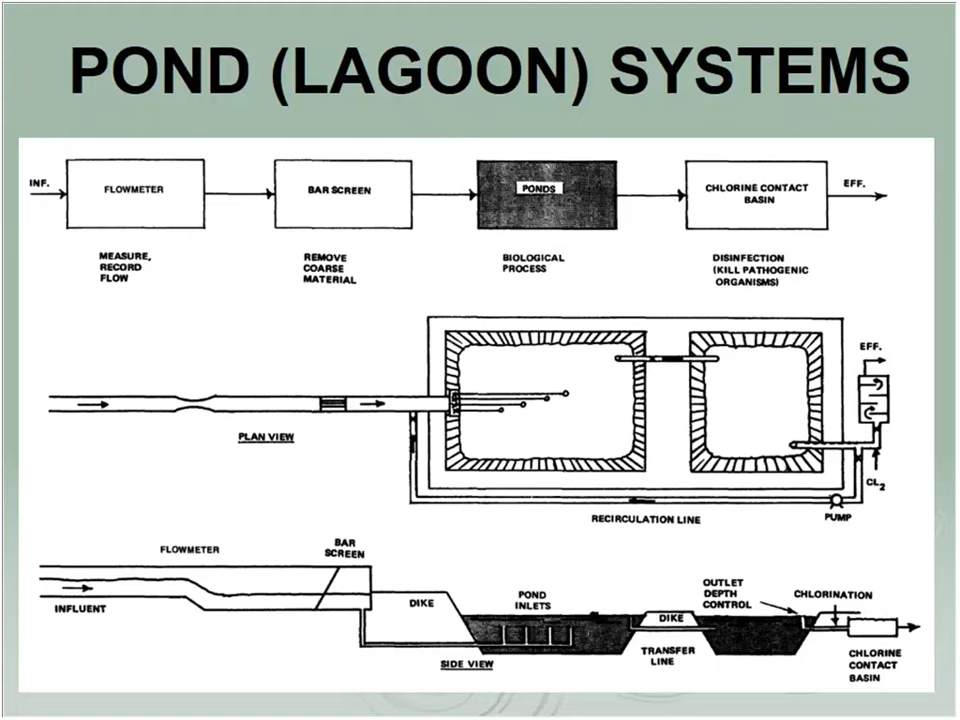 POND (LAGOON) SYSTEMS
INF.
FLOWMETER
BAR SCREEN
PONDS
CHLORINE CONTACT
BASIN
EFF.
MEASURE,
RECORD
FLOW
REMOVE
COARSE
MATERIAL
BIOLOGICAL
PROCESS
DISINFECTION
(KILL PATHOGENIC
ORGANISMS)
EFF.
PLAN VIEW
CL2
RECIRCULATION LINE
PUMP
FLOWMETER
BAR
SCREEN
INFLUENT
DIKE
POND
INLETS
OUTLET
DEPTH
CONTROL
CHLORINATION
DIKE
TRANSFER
LINE
SIDE VIEW
CHLORINE
CONTACT
BASIN